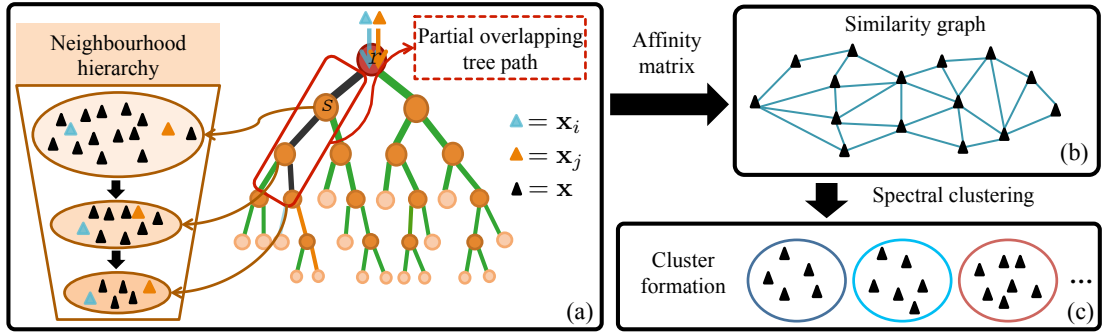 Neighbourhood
hierarchy
r
s
Partial overlapping
tree path
= x_i
= x_j
= x
(a)
Affinity
matrix
Similarity graph
(b)
Spectral clustering
Cluster
formation
...
(c)